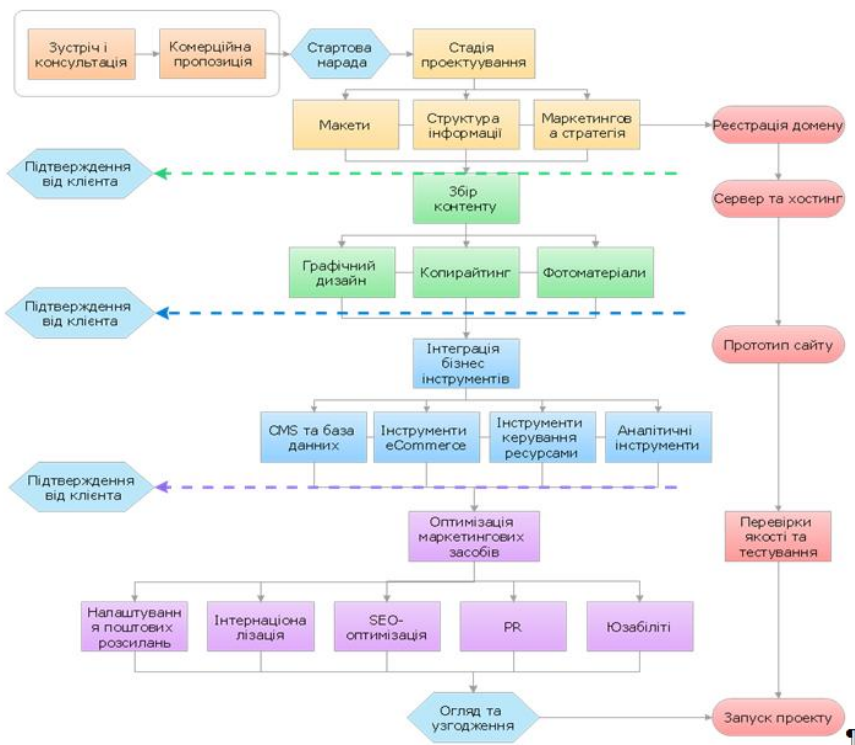 Зустріч і
консультація
Комерційна
пропозиція
Стартова
нарада
Стадія
проектуування
Макети
Структура
інформації
Маркетингов
а стратегія
Реєстрація домену
Підтвердження
від клієнта
Збір
контенту
Сервер та хостинг
Графічний
дизайн
Копирайтинг
Фотоматеріали
Підтвердження
від клієнта
Інтеграція
бізнес
інструментів
Прототип сайту
CMS та база
данних
Інструменти
eCommerce
Інструменти
керування
ресурсами
Аналітичні
інструменти
Підтвердження
від клієнта
Оптимізація
маркетингових
засобів
Перевірки
якості та
тестування
Налаштуванн
я поштових
розсилань
Інтернаціона
лізація
SEO-
оптимізація
PR
Юзабіліті
Огляд та
узгодження
Запуск проекту
¶